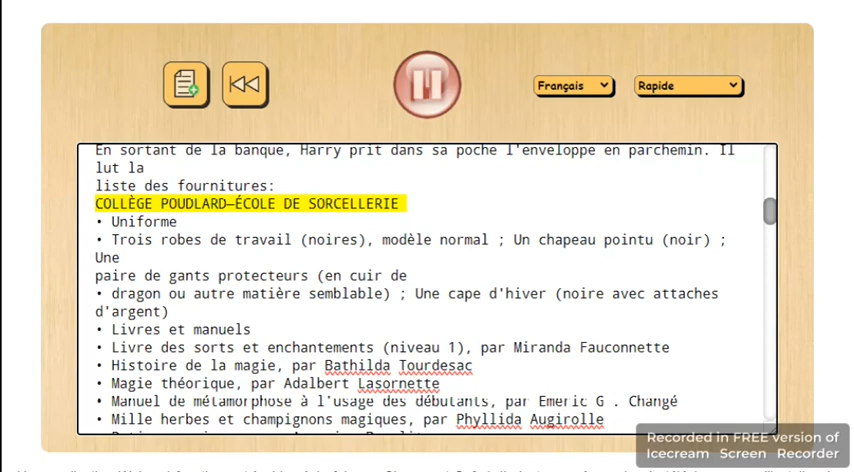 Français
Rapide
En sortant de la banque, Harry prit dans sa poche l'enveloppe en parchemin. Il
lut la
liste des fournitures:
COLLÈGE POUDLARD–ÉCOLE DE SORCELLERIE
• Uniforme
• Trois robes de travail (noires), modèle normal ; Un chapeau pointu (noir) ;
Une
paire de gants protecteurs (en cuir de
• dragon ou autre matière semblable) ; Une cape d'hiver (noire avec attaches
d'argent)
• Livres et manuels
• Livre des sorts et enchantements (niveau 1), par Miranda Fauconnette
• Histoire de la magie, par Bathilda Tourdesac
• Magie théorique, par Adalbert Lasornette
• Manuel de métamorphose à l'usage des débutants, par Emeric G . Changé
• Mille herbes et champignons magiques, par Phyllida Augirolle
Recorded in FREE version of
Icecream Screen Recorder